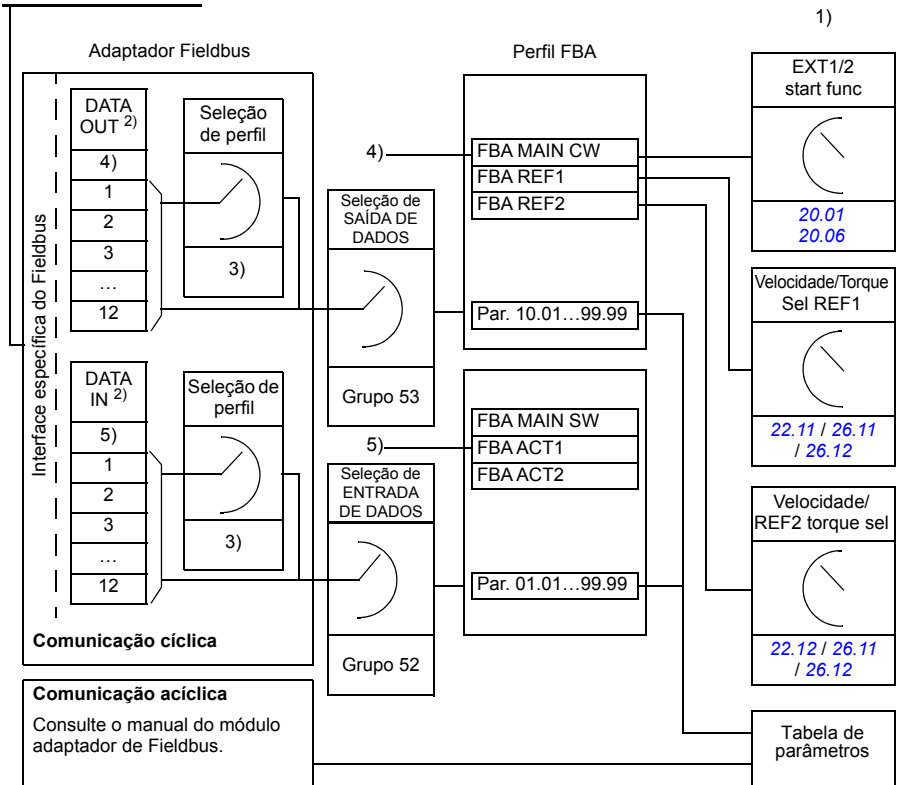 1)
Adaptador Fieldbus
Perfil FBA
Interface específica do Fieldbus
DATA
OUT 2)
4)
1
2
3
…
12
Seleção
de perfil
3)
DATA
IN 2)
5)
1
2
3
…
12
Seleção de
perfil
3)
Comunicação cíclica
Comunicação acíclica
Consulte o manual do módulo
adaptador de Fieldbus.
4)
Seleção de
SAÍDA DE
DADOS
Grupo 53
5)
Seleção de
ENTRADA
DE DADOS
Grupo 52
FBA MAIN CW
FBA REF1
FBA REF2
Par. 10.01…99.99
FBA MAIN SW
FBA ACT1
FBA ACT2
Par. 01.01…99.99
EXT1/2
start func
20.01
20.06
Velocidade/Torque
Sel REF1
22.11 / 26.11
/ 26.12
Velocidade/
REF2 torque sel
22.12 / 26.11
/ 26.12
Tabela de
parâmetros